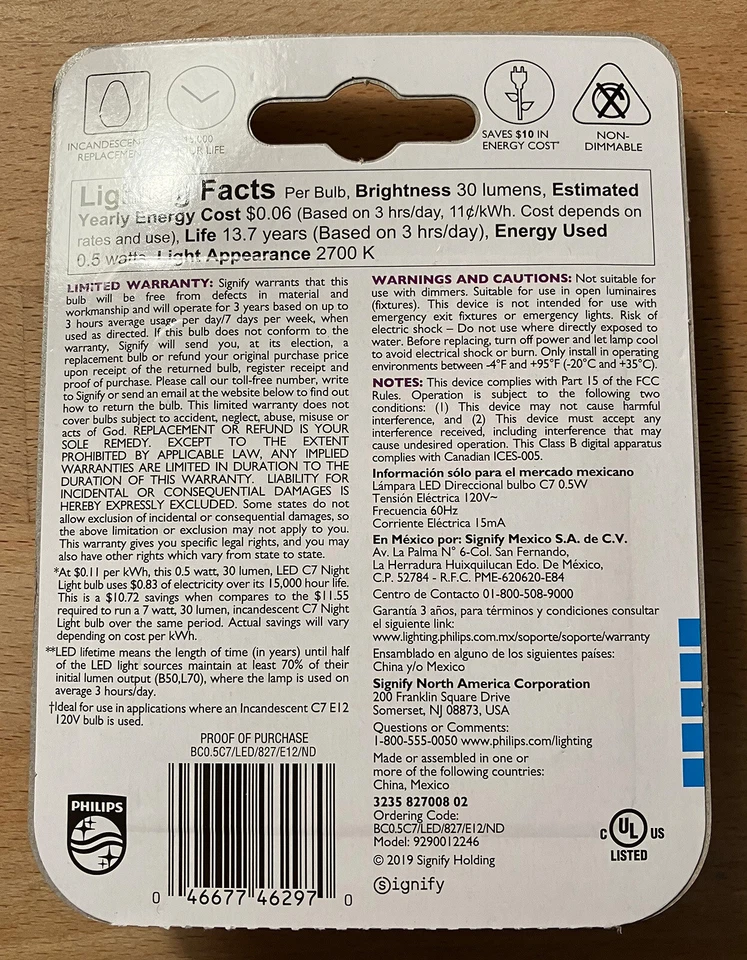 INCANDESCENT
REPLACEMENT
HOUR LIFE
SAVES $10 IN
ENERGY COST*
NON-
DIMMABLE
Lighting Facts Per Bulb, Brightness 30 lumens, Estimated
Yearly Energy Cost $0.06 (Based on 3 hrs/day, 11¢/kWh. Cost depends on
rates and use), Life 13.7 years (Based on 3 hrs/day), Energy Used
0.5 watts, Light Appearance 2700 K
LIMITED WARRANTY: Signify warrants that this
bulb will be free from defects in material and
workmanship and will operate for 3 years based on up to
3 hours average usage per day/7 days per week, when
used as directed. If this bulb does not conform to the
warranty, Signify will send you, at its election, a
replacement bulb or refund your original purchase price
upon receipt of the returned bulb, register receipt and
proof of purchase. Please call our toll-free number, write
to Signify or send an email at the website below to find out
how to return the bulb. This limited warranty does not
cover bulbs subject to accident, neglect, abuse, misuse or
acts of God. REPLACEMENT OR REFUND IS YOUR
SOLE REMEDY. EXCEPT TO THE EXTENT
PROHIBITED BY APPLICABLE LAW, ANY IMPLIED
WARRANTIES ARE LIMITED IN DURATION TO THE
DURATION OF THIS WARRANTY. LIABILITY FOR
INCIDENTAL OR CONSEQUENTIAL DAMAGES IS
HEREBY EXPRESSLY EXCLUDED. Some states do not
allow exclusion of incidental or consequential damages, so
the above limitation or exclusion may not apply to you.
This warranty gives you specific legal rights, and you may
also have other rights which vary from state to state.
*At $0.11 per kWh, this 0.5 watt, 30 lumen, LED C7 Night
Light bulb uses $0.83 of electricity over its 15,000 hour life.
This is a $10.72 savings when compared to the $11.55
required to run a 7 watt, 30 lumen, incandescent C7 Night
Light bulb over the same period. Actual savings will vary
depending on cost per kWh.
**LED lifetime means the length of time (in years) until half
of the LED light sources maintain at least 70% of their
initial lumen output (B50,L70), where the lamp is used on
average 3 hours/day.
†Ideal for use in applications where an Incandescent C7 E12
120V bulb is used.
PROOF OF PURCHASE
BC0.5C7/LED/827/E12/ND
PHILIPS
0 46677 46297 0
WARNINGS AND CAUTIONS: Not suitable for
use with dimmers. Suitable for use in open luminaires
(fixtures). This device is not intended for use with
emergency exit fixtures or emergency lights. Risk of
electric shock – Do not use where directly exposed to
water. Before replacing, turn off power and let lamp cool
to avoid electrical shock or burn. Only install in operating
environments between -4°F and +95°F (-20°C and +35°C).
NOTES: This device complies with Part 15 of the FCC
Rules. Operation is subject to the following two
conditions: (1) This device may not cause harmful
interference, and (2) This device must accept any
interference received, including interference that may
cause undesired operation. This Class B digital apparatus
complies with Canadian ICES-005.
Información sólo para el mercado mexicano
Lámpara LED Direccional bulbo C7 0.5W
Tensión Eléctrica 120V~
Frecuencia 60Hz
Corriente Eléctrica 15mA
En México por: Signify Mexico S.A. de C.V.
Av. La Palma N° 6-Col. San Fernando,
La Herradura Huixquilucan Edo. De México,
C.P. 52784 - R.F.C. PME-620620-E84
Centro de Contacto 01-800-508-9000
Garantía 3 años, para términos y condiciones consultar
el siguiente link:
www.lighting.philips.com.mx/soporte/soporte/warranty
Ensamblado en alguno de los siguientes países:
China y/o Mexico
Signify North America Corporation
200 Franklin Square Drive
Somerset, NJ 08873, USA
Questions or Comments:
1-800-555-0050 www.philips.com/lighting
Made or assembled in one or
more of the following countries:
China, Mexico
3235 827008 02
Ordering Code:
BC0.5C7/LED/827/E12/ND
Model: 9290012246
© 2019 Signify Holding
Signify
C UL US
LISTED